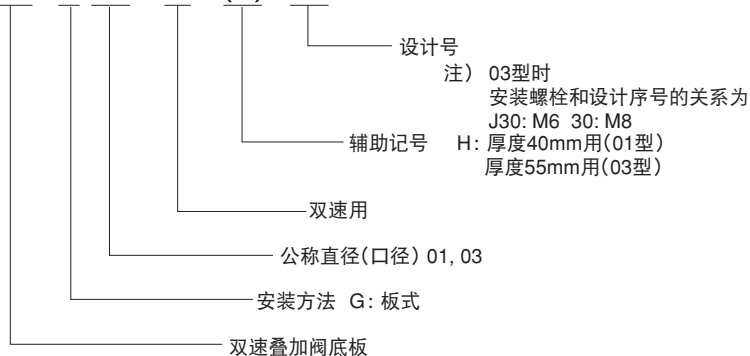 设计号
注） 03型时
安装螺栓和设计序号的关系为
J30: M6 30: M8
辅助记号 H: 厚度40mm用(01型)
厚度55mm用(03型)
双速用
公称直径(口径) 01, 03
安装方法 G: 板式
双速叠加阀底板